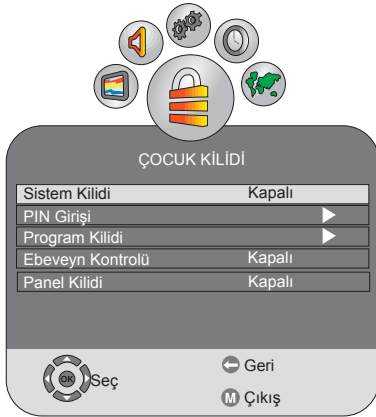 ÇOCUK KİLİDİ
Sistem Kilidi Kapalı
PIN Girişi
Program Kilidi
Ebeveyn Kontrolü Kapalı
Panel Kilidi Kapalı
OK Seç
Geri
M Çıkış